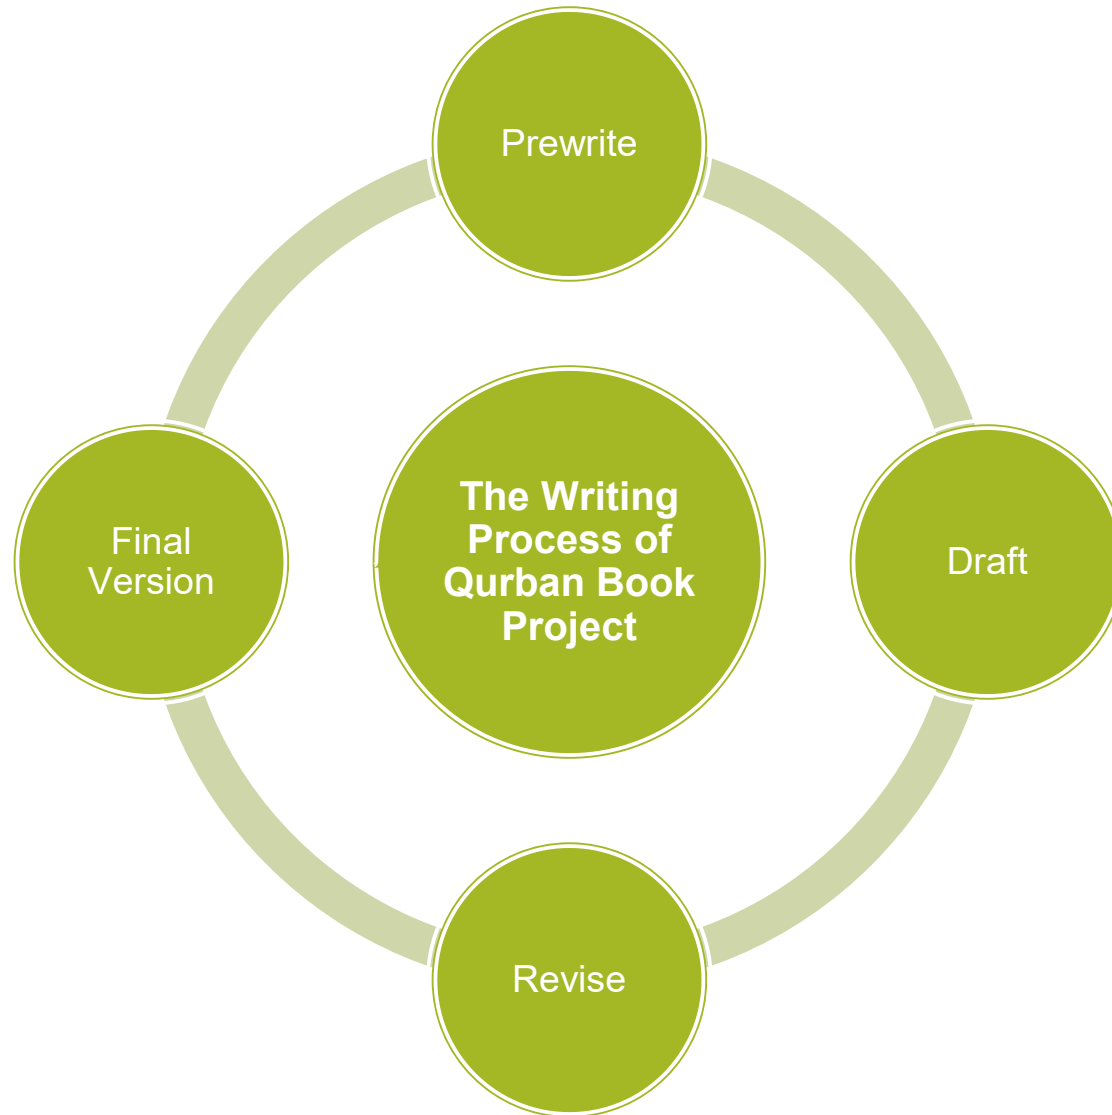 Prewrite
The Writing
Process of
Qurban Book
Project
Final
Version
Draft
Revise